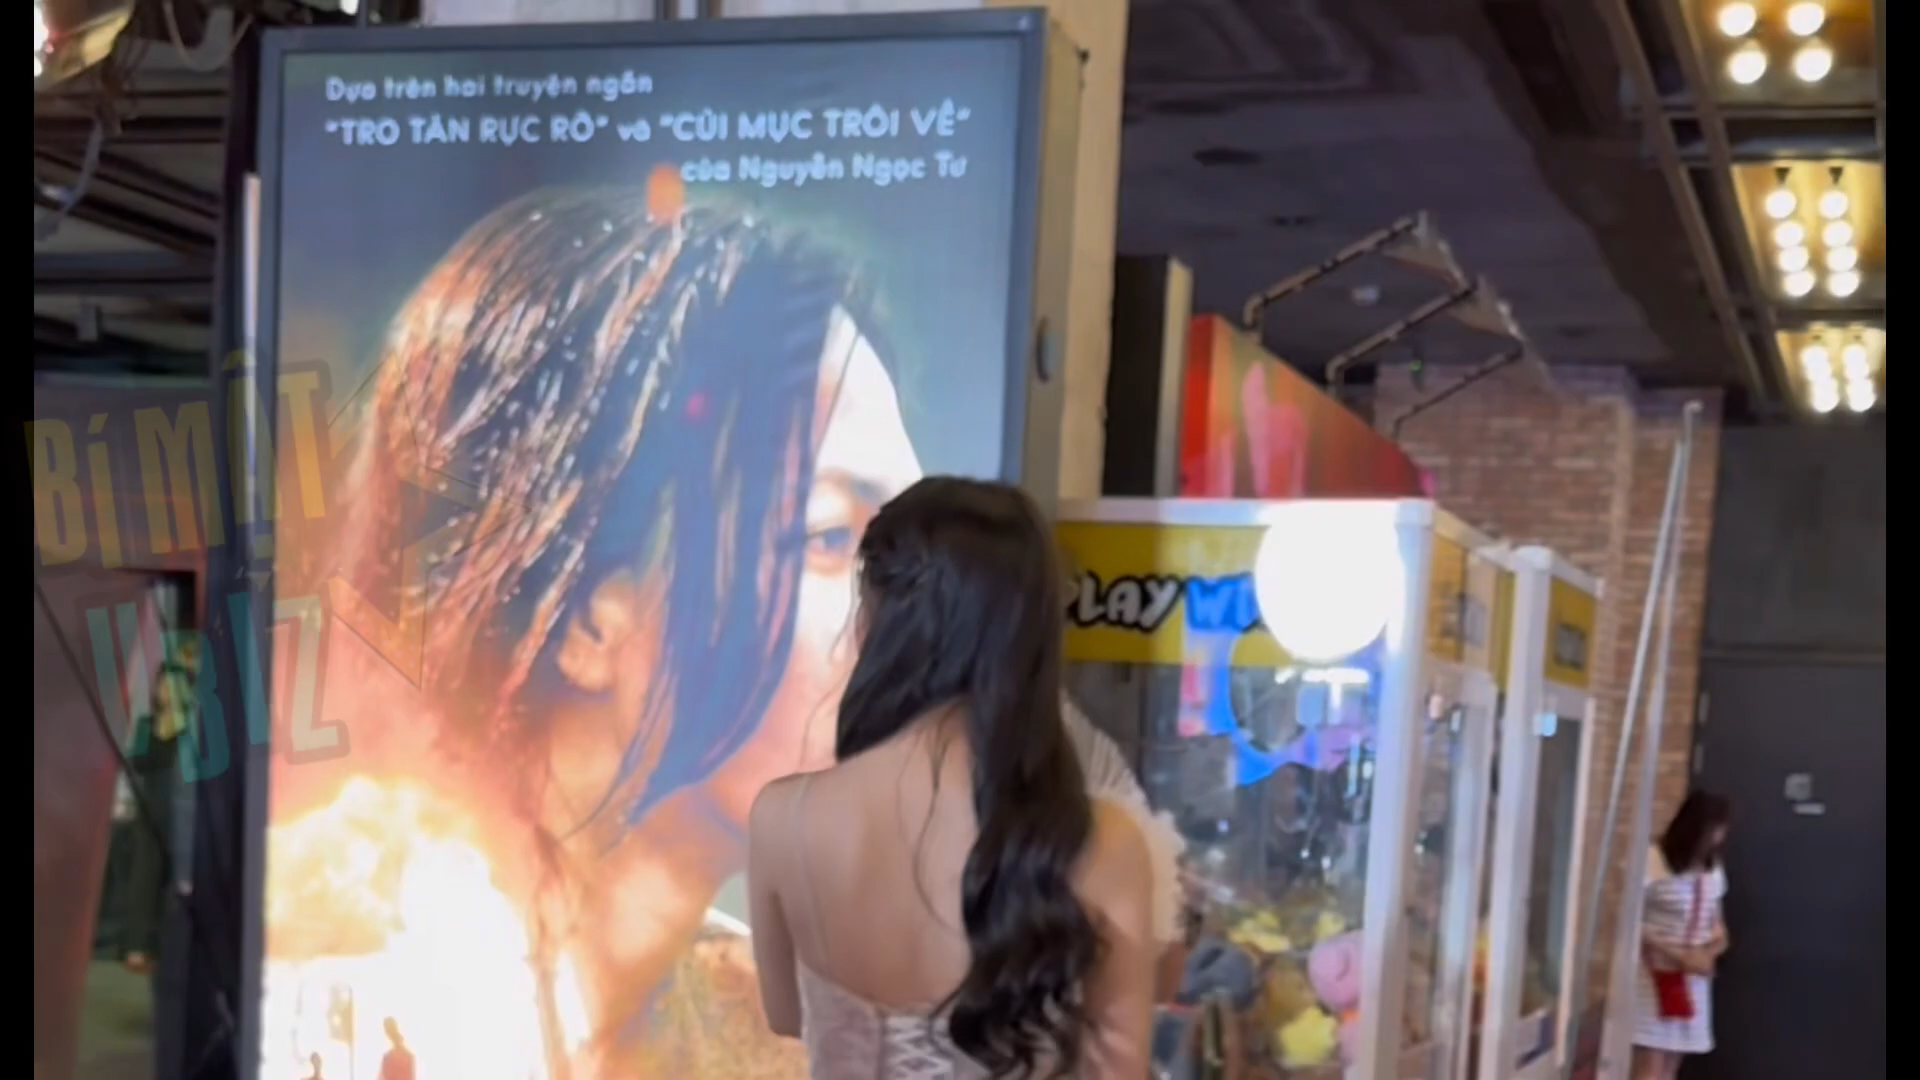 Dựa trên hai truyện ngắn
"TRO TÀN RỰC RỠ" và "CỦI MỤC TRÔI VỀ"
của Nguyễn Ngọc Tư
BÍ MẬT
VBIZ
PLAY